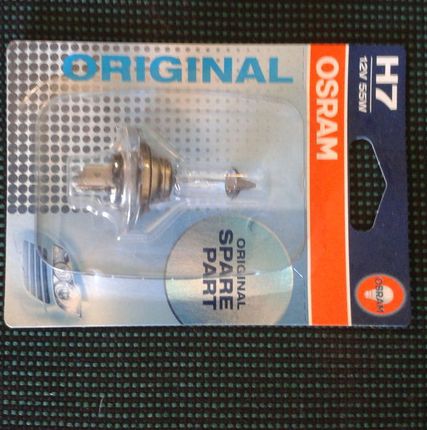 H7
12V 55W
OSRAM
ORIGINAL
ORIGINAL
SPARE
PART
OSRAM